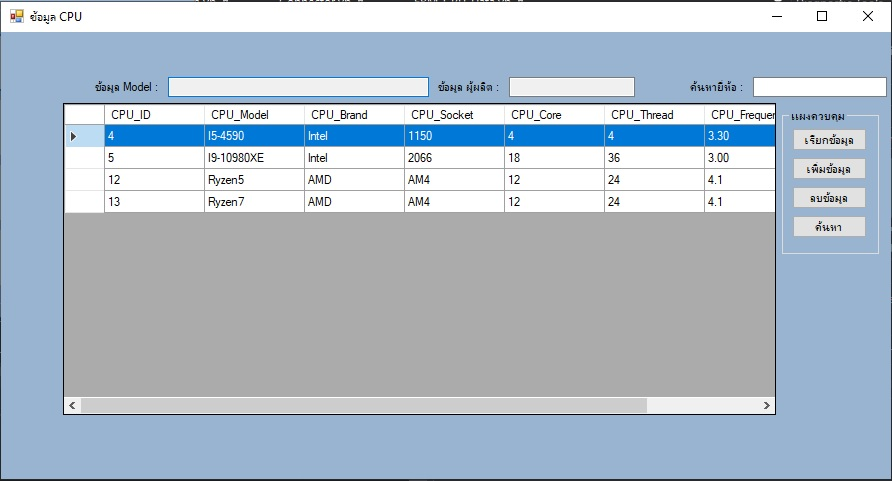 ข้อมูล CPU
ข้อมูล Model : ข้อมูล ผู้ผลิต : ค้นหายี่ห้อ :
CPU_ID CPU_Model CPU_Brand CPU_Socket CPU_Core CPU_Thread CPU_Frequen
4 I5-4590 Intel 1150 4 4 3.30
5 I9-10980XE Intel 2066 18 36 3.00
12 Ryzen5 AMD AM4 12 24 4.1
13 Ryzen7 AMD AM4 12 24 4.1
แผงควบคุม
เรียกข้อมูล
เพิ่มข้อมูล
ลบข้อมูล
ค้นหา